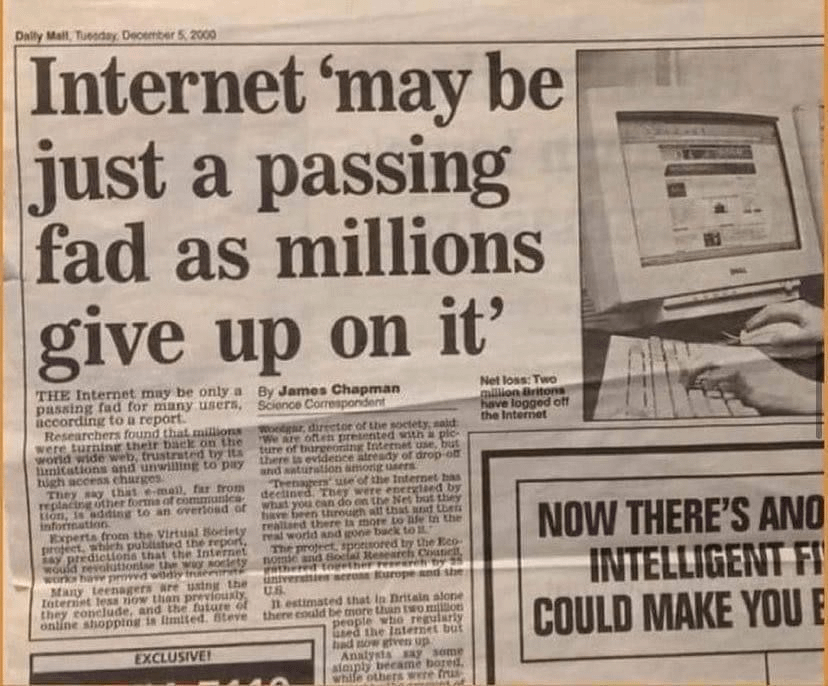 Daily Mail, Tuesday, December 5, 2000
Internet 'may be
just a passing
fad as millions
give up on it'
THE Internet may be only a
passing fad for many users,
according to a report.
Researchers found that millions
were turning their back on the
world wide web, frustrated by its
limitations and unwilling to pay
high access charges.
They say that e-mail, far from
replacing other forms of communica-
tion, is adding to an overload of
information.
Experts from the Virtual Society
project, which published the report,
say predictions that the Internet
would revolutionise the way society
works have proved wildly inaccurate.
Many teenagers are using the
Internet less now than previously,
they conclude, and the future of
online shopping is limited. Steve
By James Chapman
Science Correspondent
Woolgar, director of the society, said:
'We are often presented with a pic-
ture of burgeoning Internet use, but
there is evidence already of drop-off
and saturation among users.
'Teenagers' use of the Internet has
declined. They were energised by
what you can do on the Net but they
have been through all that and then
realised there is more to life in the
real world and gone back to it.'
The project, sponsored by the Eco-
nomic and Social Research Council,
gathered together research by 25
universities across Europe and the
U.S.
It estimated that in Britain alone
there could be more than two million
people who regularly
used the Internet but
had now given up.
Analysts say some
simply became bored,
while others were frus-
Net loss: Two
million Britons
have logged off
the Internet
DELL
EXCLUSIVE!
NOW THERE'S ANO
INTELLIGENT FI
COULD MAKE YOU